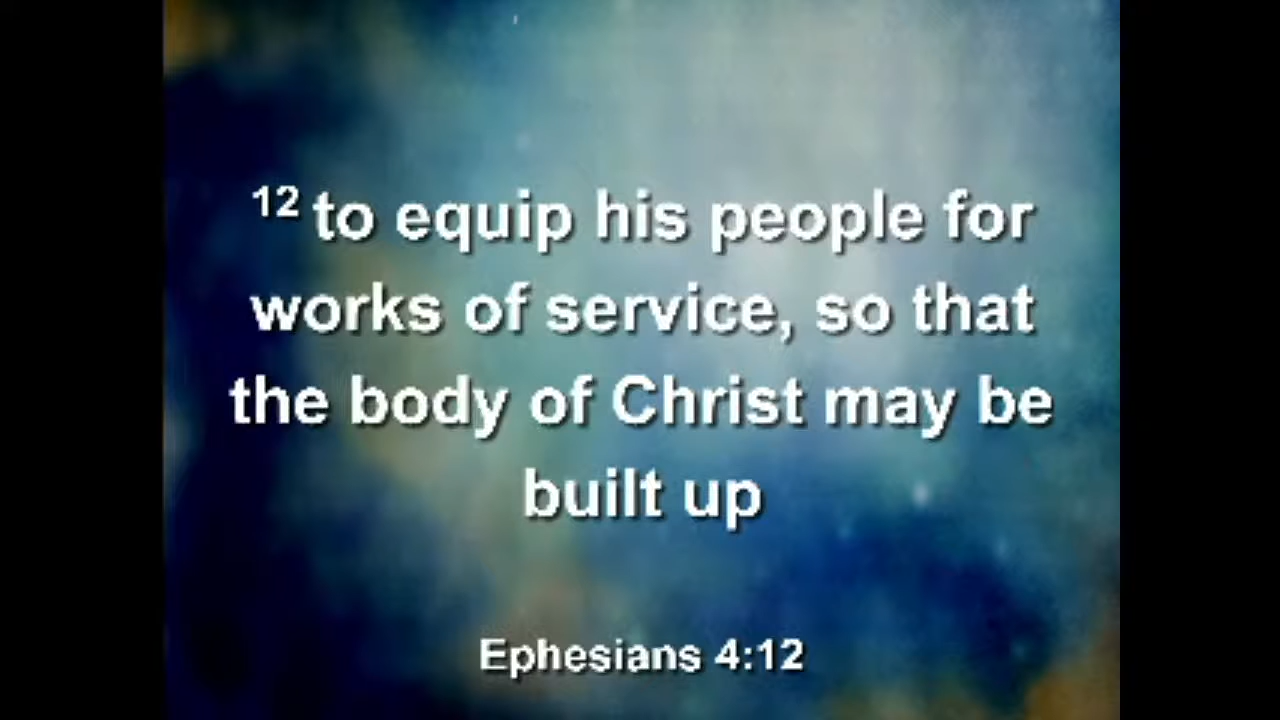 12 to equip his people for
works of service, so that
the body of Christ may be
built up
Ephesians 4:12